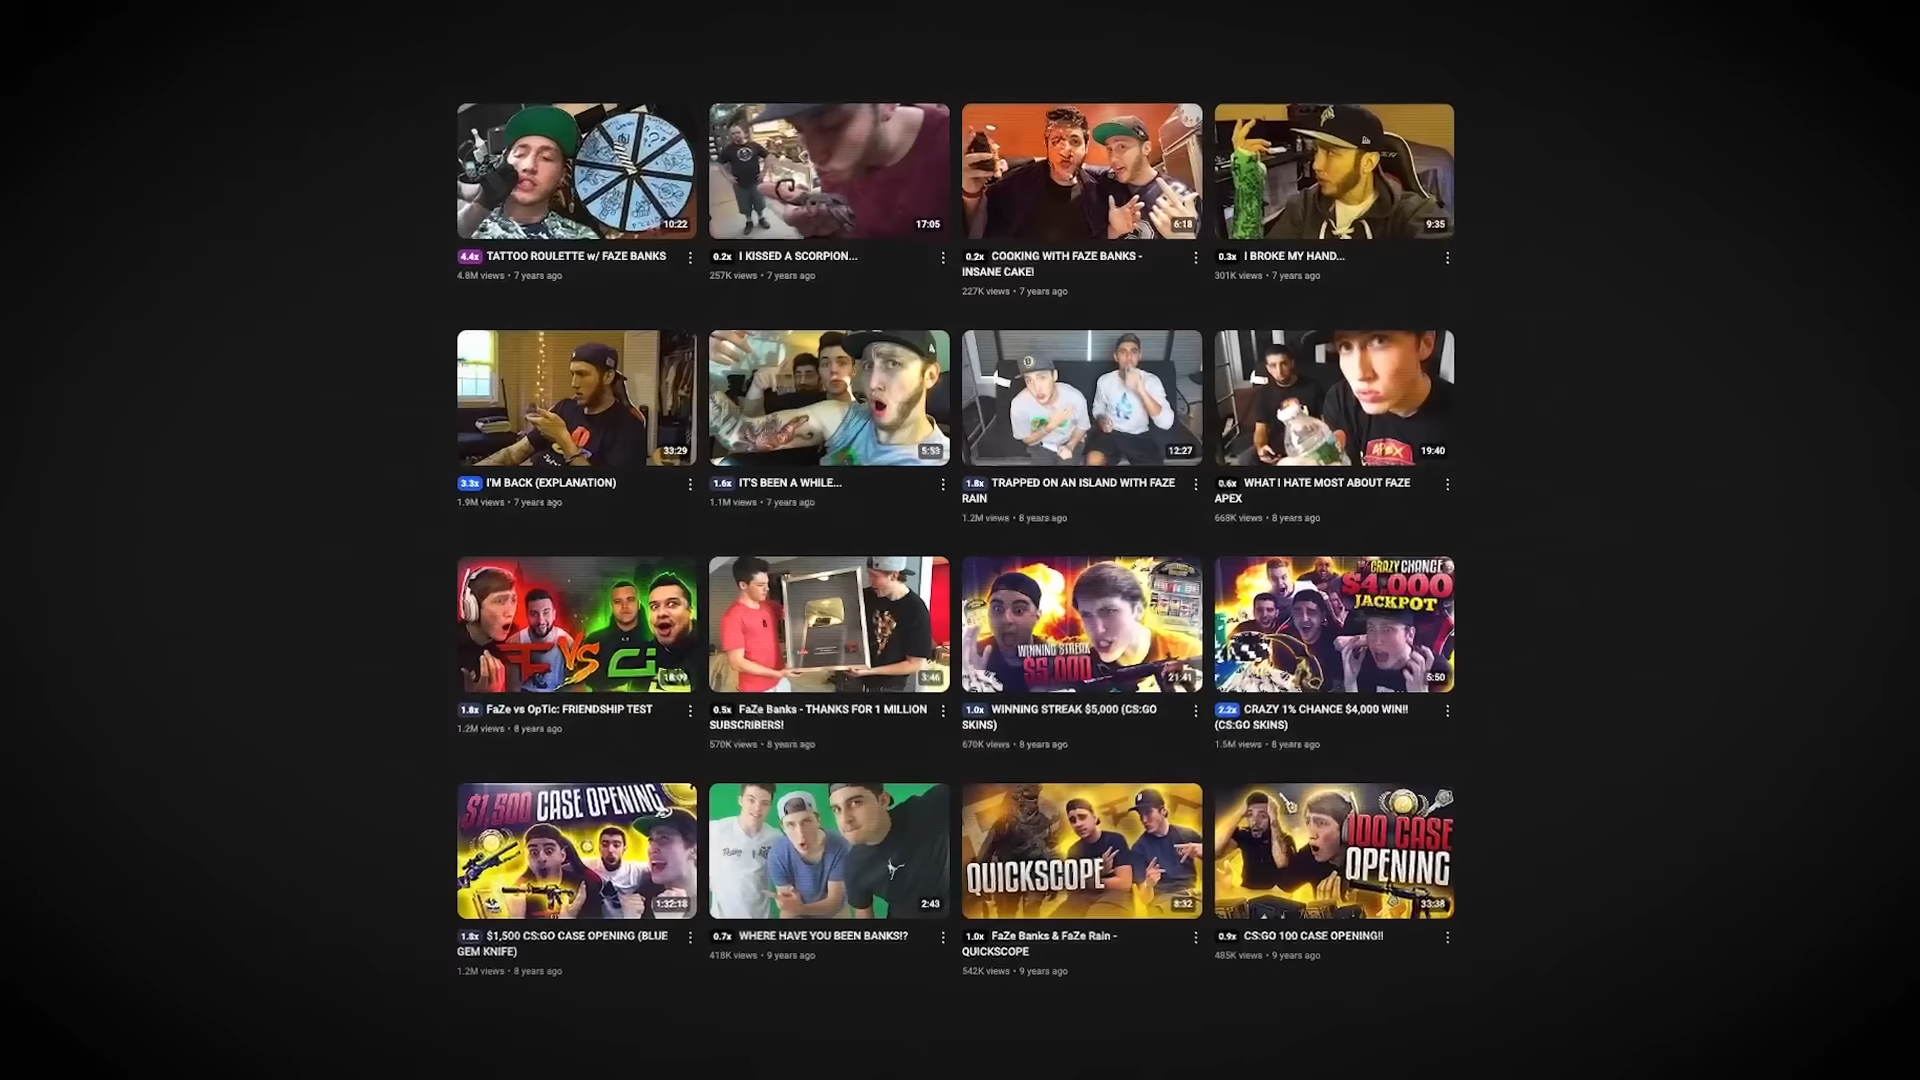 10:22
17:05
6:18
9:35
4.4x TATTOO ROULETTE w/ FAZE BANKS
4.8M views • 7 years ago
0.2x I KISSED A SCORPION...
257K views • 7 years ago
0.2x COOKING WITH FAZE BANKS -
INSANE CAKE!
227K views • 7 years ago
0.3x I BROKE MY HAND...
301K views • 7 years ago
33:29
5:53
12:27
APEX
19:40
3.3x I'M BACK (EXPLANATION)
1.9M views • 7 years ago
1.6x IT'S BEEN A WHILE...
1.1M views • 7 years ago
1.8x TRAPPED ON AN ISLAND WITH FAZE
RAIN
1.2M views • 8 years ago
0.6x WHAT I HATE MOST ABOUT FAZE
APEX
668K views • 8 years ago
VS
18:09
3:46
WINNING STREAK
$5,000
21:41
1% CRAZY CHANCE
$4,000
JACKPOT
5:50
1.8x FaZe vs OpTic: FRIENDSHIP TEST
1.2M views • 8 years ago
0.5x FaZe Banks - THANKS FOR 1 MILLION
SUBSCRIBERS!
570K views • 8 years ago
1.0x WINNING STREAK $5,000 (CS:GO
SKINS)
670K views • 8 years ago
2.2x CRAZY 1% CHANCE $4,000 WIN!!
(CS:GO SKINS)
1.5M views • 8 years ago
$1,500 CASE OPENING
1:32:18
2:43
QUICKSCOPE
8:32
100 CASE
OPENING
33:38
1.8x $1,500 CS:GO CASE OPENING (BLUE
GEM KNIFE)
1.2M views • 8 years ago
0.7x WHERE HAVE YOU BEEN BANKS!?
418K views • 9 years ago
1.0x FaZe Banks & FaZe Rain -
QUICKSCOPE
542K views • 9 years ago
0.9x CS:GO 100 CASE OPENING!!
485K views • 9 years ago